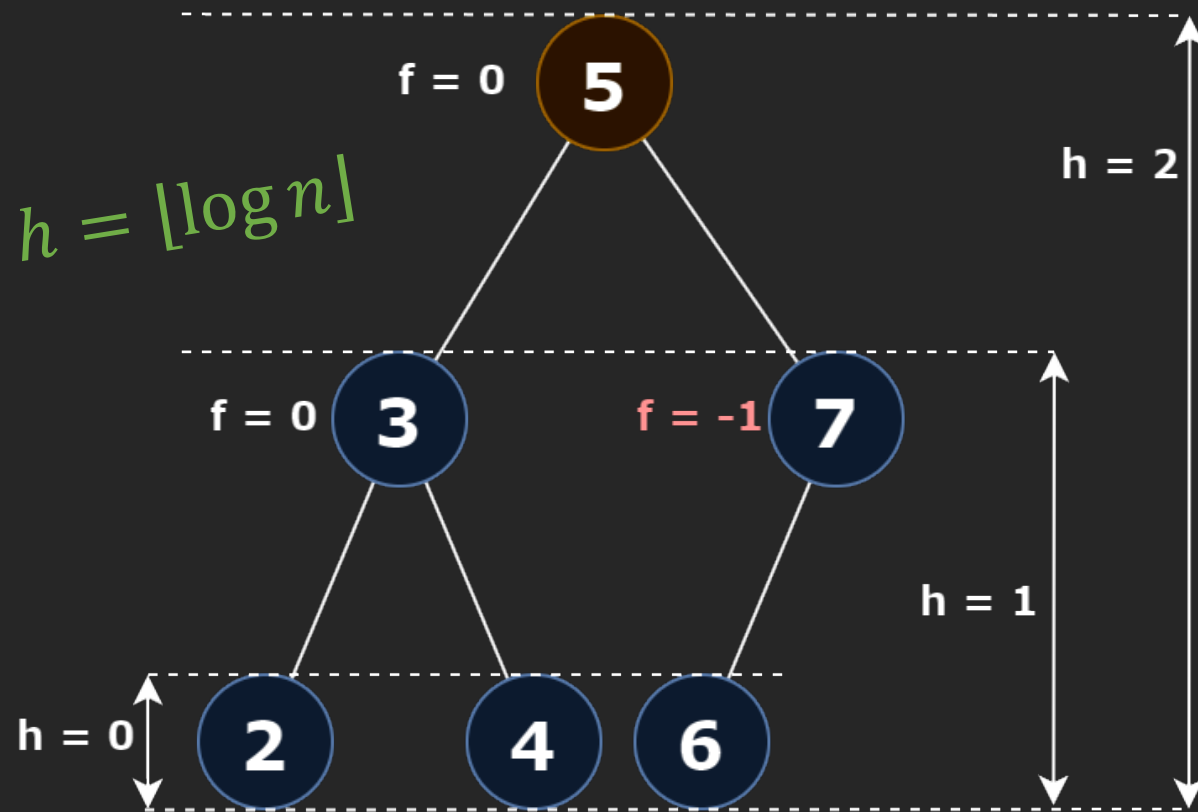 f = 0
5
h = 2
h = ⌊log n⌋
f = 0
3
f = -1
7
h = 1
h = 0
2
4
6